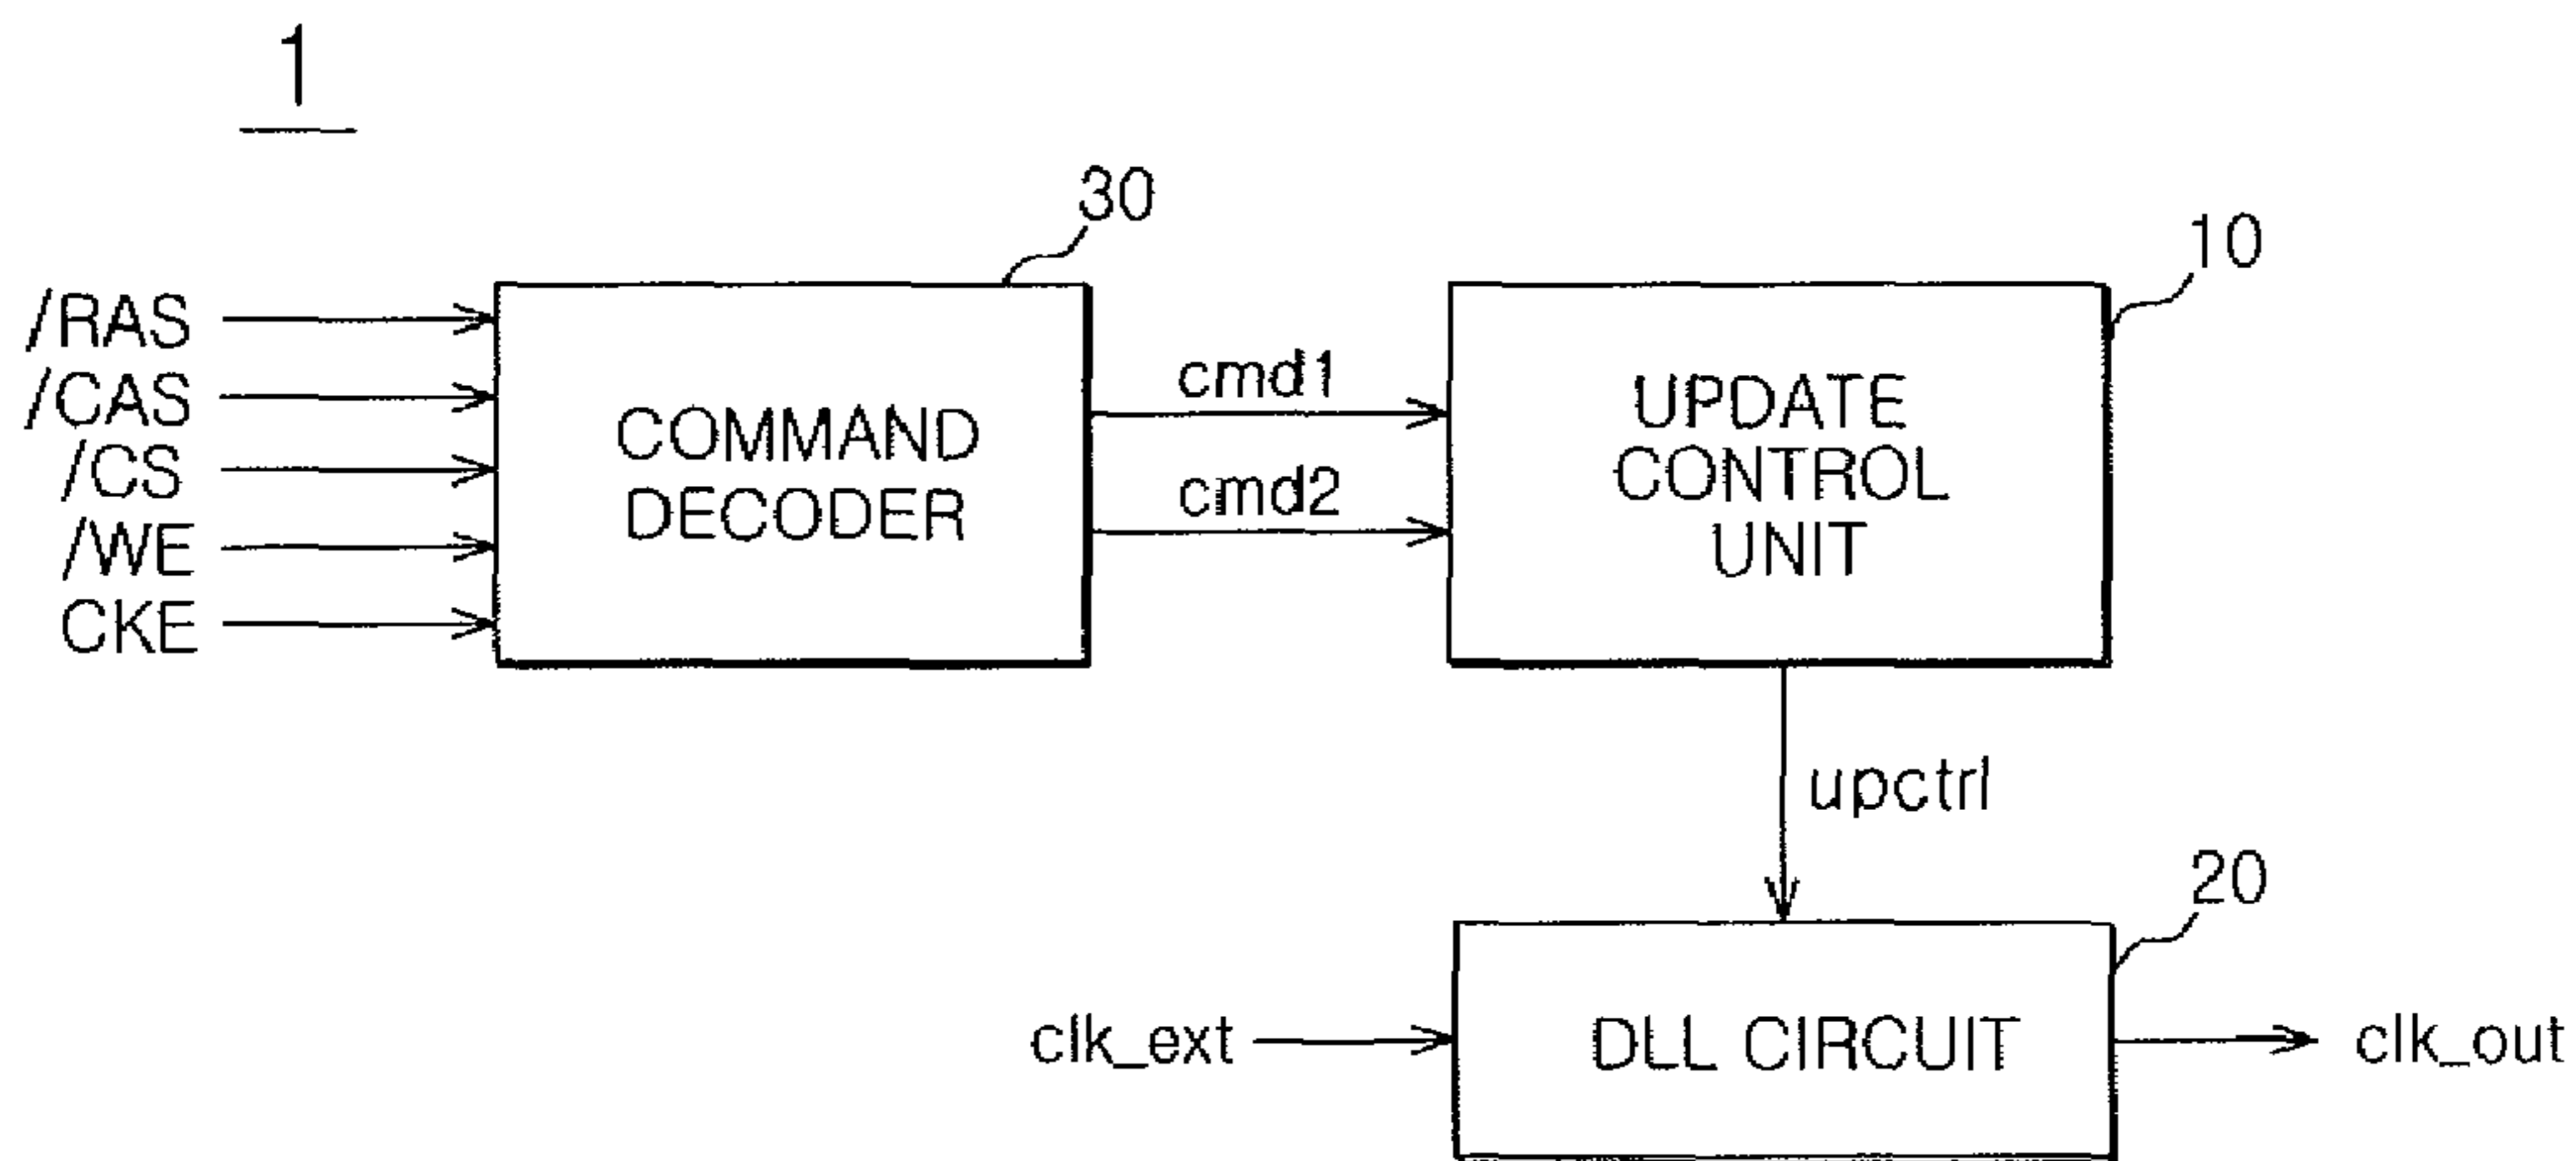 1
30
10
/RAS
/CAS
/CS
/WE
CKE
COMMAND
DECODER
cmd1
cmd2
UPDATE
CONTROL
UNIT
upctrl
20
clk_ext
DLL CIRCUIT
clk_out